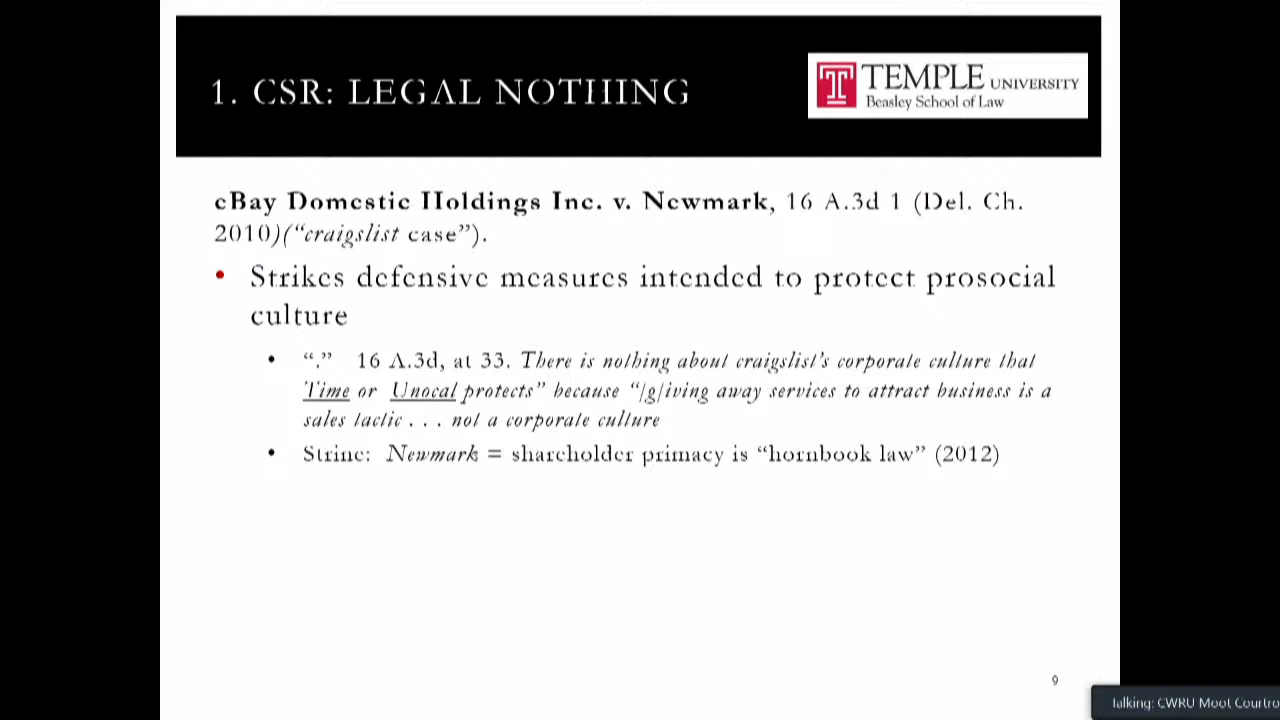 1. CSR: LEGAL NOTHING
TEMPLE UNIVERSITY
Beasley School of Law
eBay Domestic Holdings Inc. v. Newmark, 16 A.3d 1 (Del. Ch.
2010)(“craigslist case”).
• Strikes defensive measures intended to protect prosocial
culture
• “.” 16 A.3d, at 33. There is nothing about craigslist’s corporate culture that
Time or Unocal protects” because “[g]iving away services to attract business is a
sales tactic . . . not a corporate culture
• Strine: Newmark = shareholder primacy is “hornbook law” (2012)
9
Talking: CWRU Moot Courtro